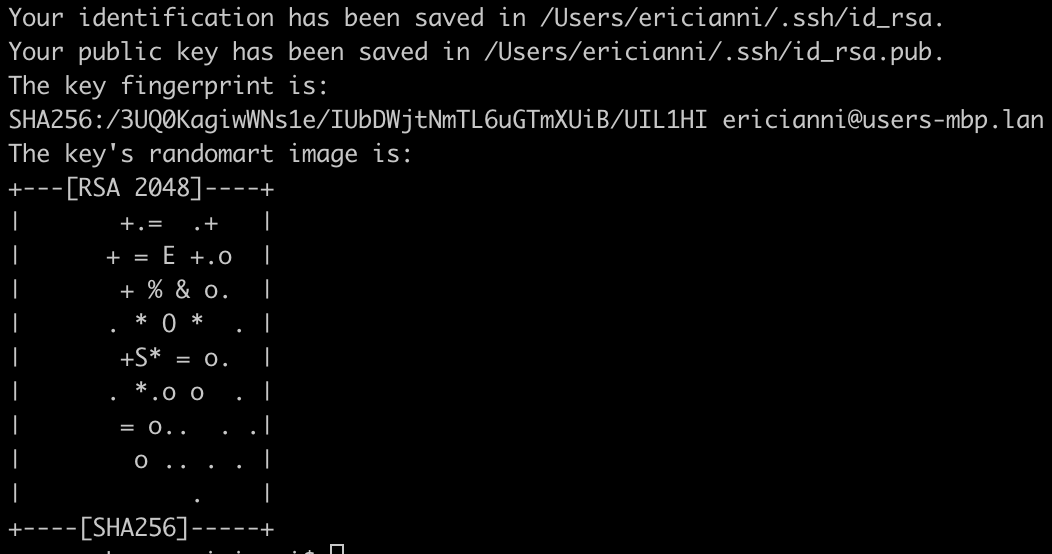 Your identification has been saved in /Users/ericianni/.ssh/id_rsa.
Your public key has been saved in /Users/ericianni/.ssh/id_rsa.pub.
The key fingerprint is:
SHA256:/3UQ0KagiwWNs1e/IUbDWjtNmTL6uGTmXUiB/UIL1HI ericianni@users-mbp.lan
The key's randomart image is:
+---[RSA 2048]----+
|       +.=  .+   |
|      + = E +.o  |
|       + % & o.  |
|      . * O *  . |
|       +S* = o.  |
|      . *.o o  . |
|       = o..  . .|
|        o .. . . |
|            .    |
+----[SHA256]-----+